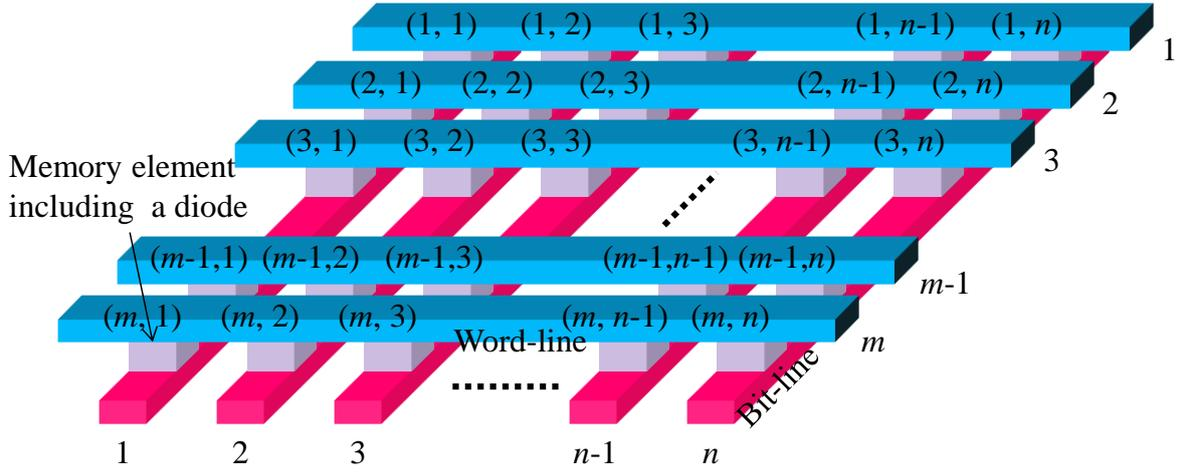 (1, 1) (1, 2) (1, 3) (1, n-1) (1, n)
1
(2, 1) (2, 2) (2, 3) (2, n-1) (2, n)
2
(3, 1) (3, 2) (3, 3) (3, n-1) (3, n)
3
Memory element
including a diode
(m-1,1) (m-1,2) (m-1,3) (m-1,n-1) (m-1,n)
m-1
(m, 1) (m, 2) (m, 3) (m, n-1) (m, n)
m
Word-line
Bit-line
1 2 3 n-1 n